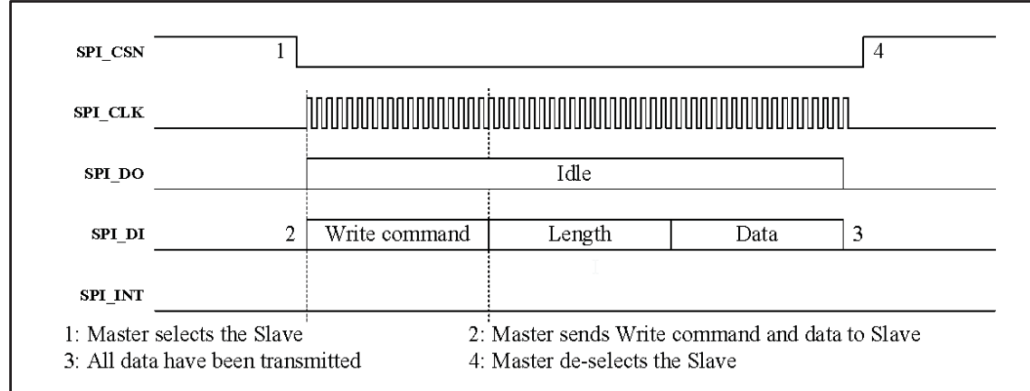 SPI_CSN 1 4
SPI_CLK
SPI_DO Idle
SPI_DI 2 Write command Length Data 3
SPI_INT
1: Master selects the Slave 2: Master sends Write command and data to Slave
3: All data have been transmitted 4: Master de-selects the Slave